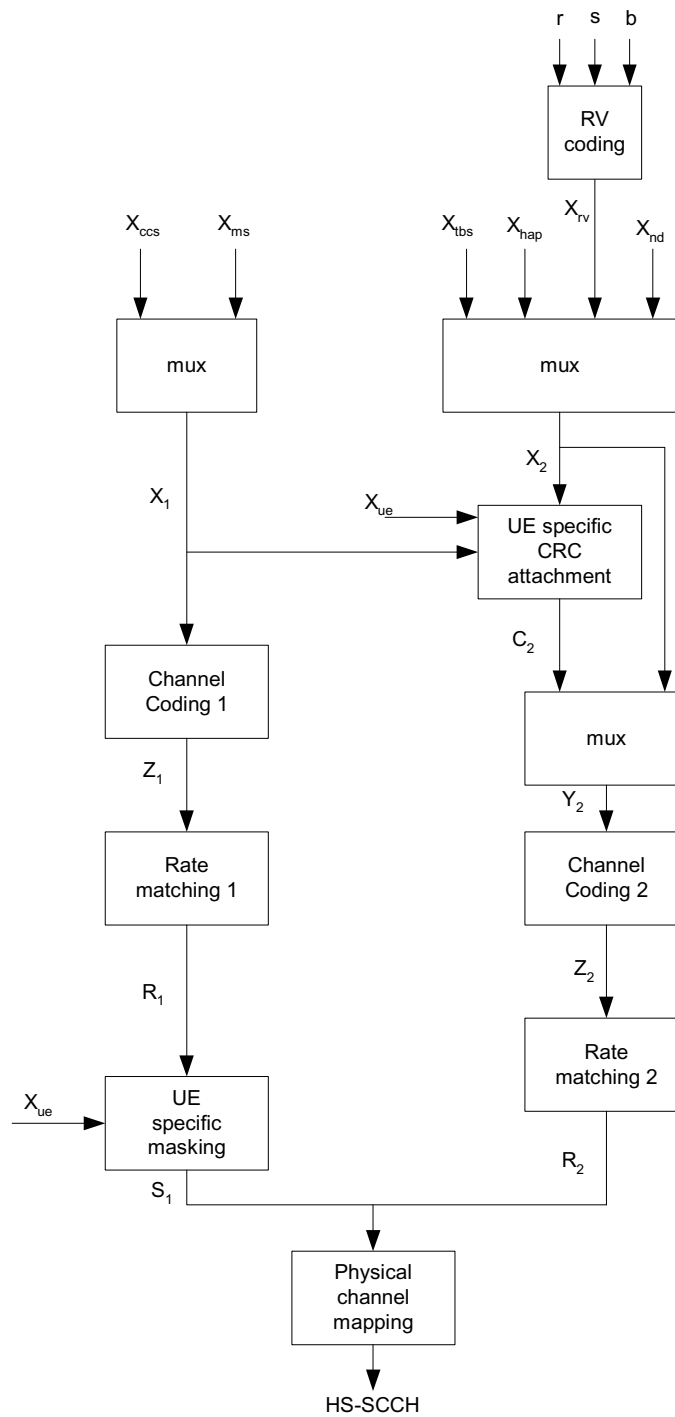 r s b
RV
coding
X_rv
X_ccs X_ms
X_tbs X_hap X_nd
mux
mux
X_1
X_2
X_ue
UE specific
CRC
attachment
C_2
Channel
Coding 1
mux
Z_1
Y_2
Rate
matching 1
Channel
Coding 2
R_1
Z_2
Rate
matching 2
X_ue
UE
specific
masking
R_2
S_1
Physical
channel
mapping
HS-SCCH